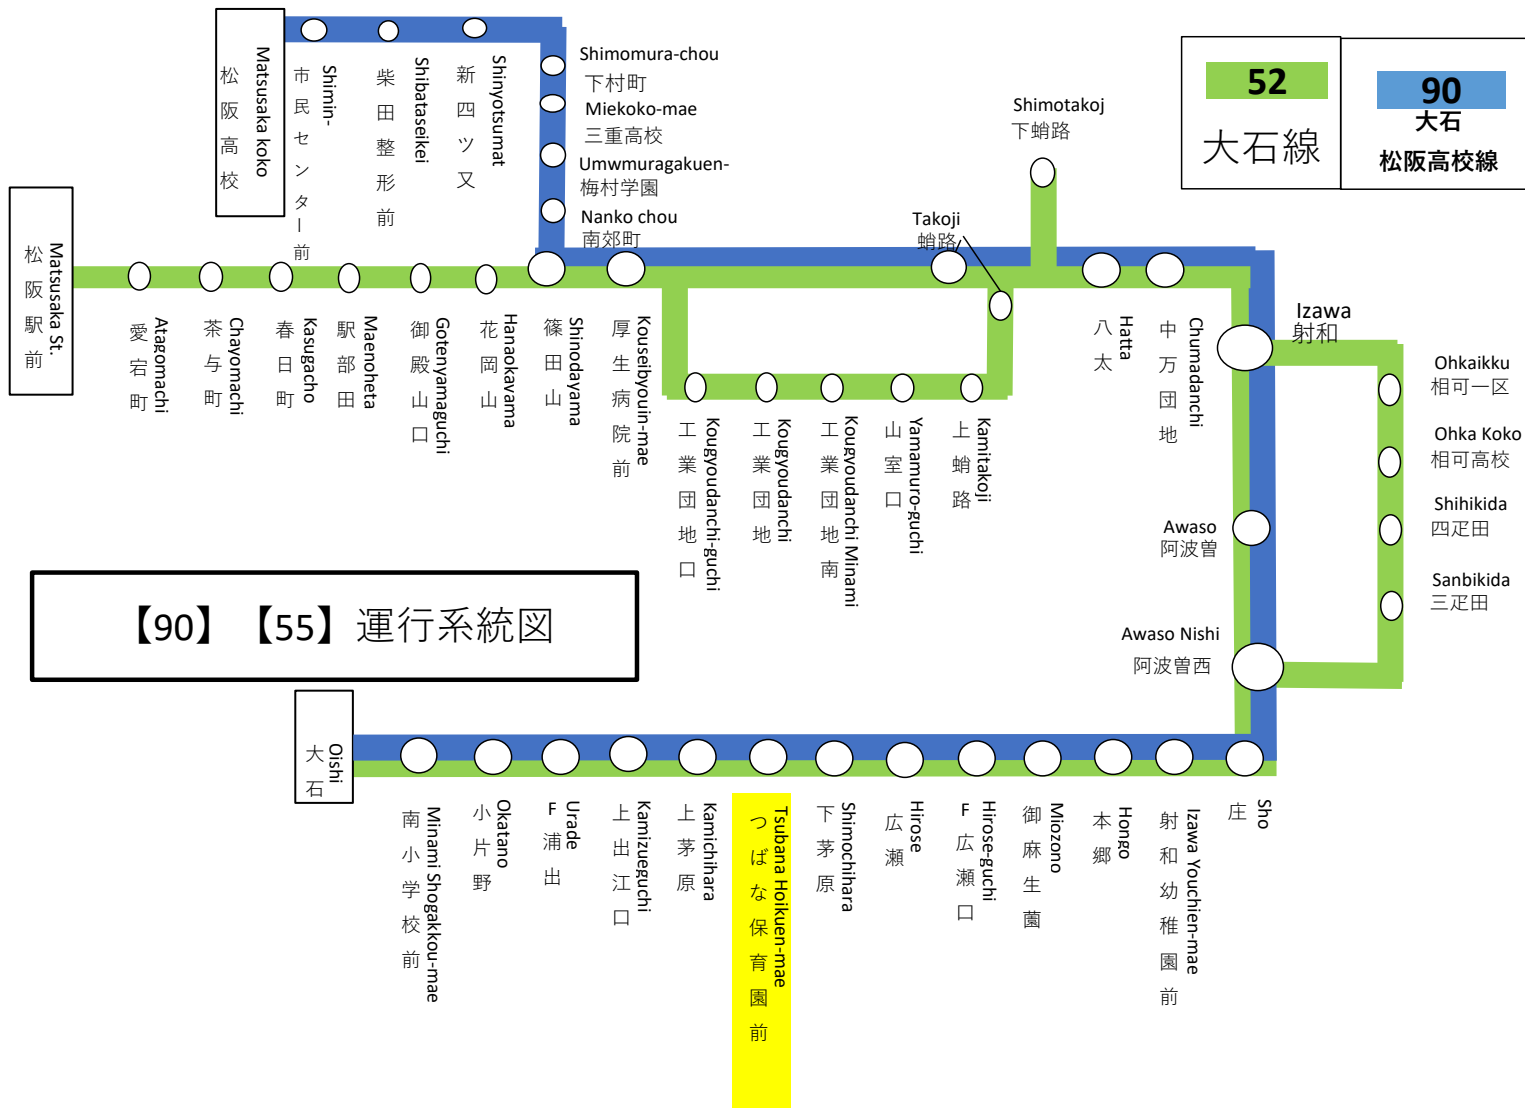 Matsusaka koko
松阪高校
Shimin-
市民センター前
Shibataseikei
柴田整形前
Shinyotsumat
新四ツ又
Shimomura-chou
下村町
Miekoko-mae
三重高校
Umwmuragakuen-
梅村学園
Nanko chou
南郊町
52
大石線
90
大石
松阪高校線
Shimotakoj
下蛸路
Takoji
蛸路
Matsusaka St.
松阪駅前
Atagomachi
愛宕町
Chayomachi
茶与町
Kasugacho
春日町
Maenoheta
駅部田
Gotenyamaguchi
御殿山口
Hanaokayama
花岡山
Shinodayama
篠田山
Kouseibyouin-mae
厚生病院前
Kougyoudanchi-guchi
工業団地口
Kougyoudanchi
工業団地
Kougyoudanchi Minami
工業団地南
Yamamuro-guchi
山室口
Kamitakoji
上蛸路
Hatta
八太
Chumadanchi
中万団地
Izawa
射和
Ohkaikku
相可一区
Ohka Koko
相可高校
Shihikida
四疋田
Sanbikida
三疋田
Awaso
阿波曽
Awaso Nishi
阿波曽西
【90】【55】運行系統図
Oishi
大石
Minami Shogakkou-mae
南小学校前
Okatano
小片野
Urade
F浦出
Kamizueguchi
上出江口
Kamichihara
上茅原
Tsubana Hoikuen-mae
つばな保育園前
Shimochihara
下茅原
Hirose
広瀬
Hirose-guchi
F広瀬口
Miozono
御麻生薗
Hongo
本郷
Izawa Youchien-mae
射和幼稚園前
Sho
庄